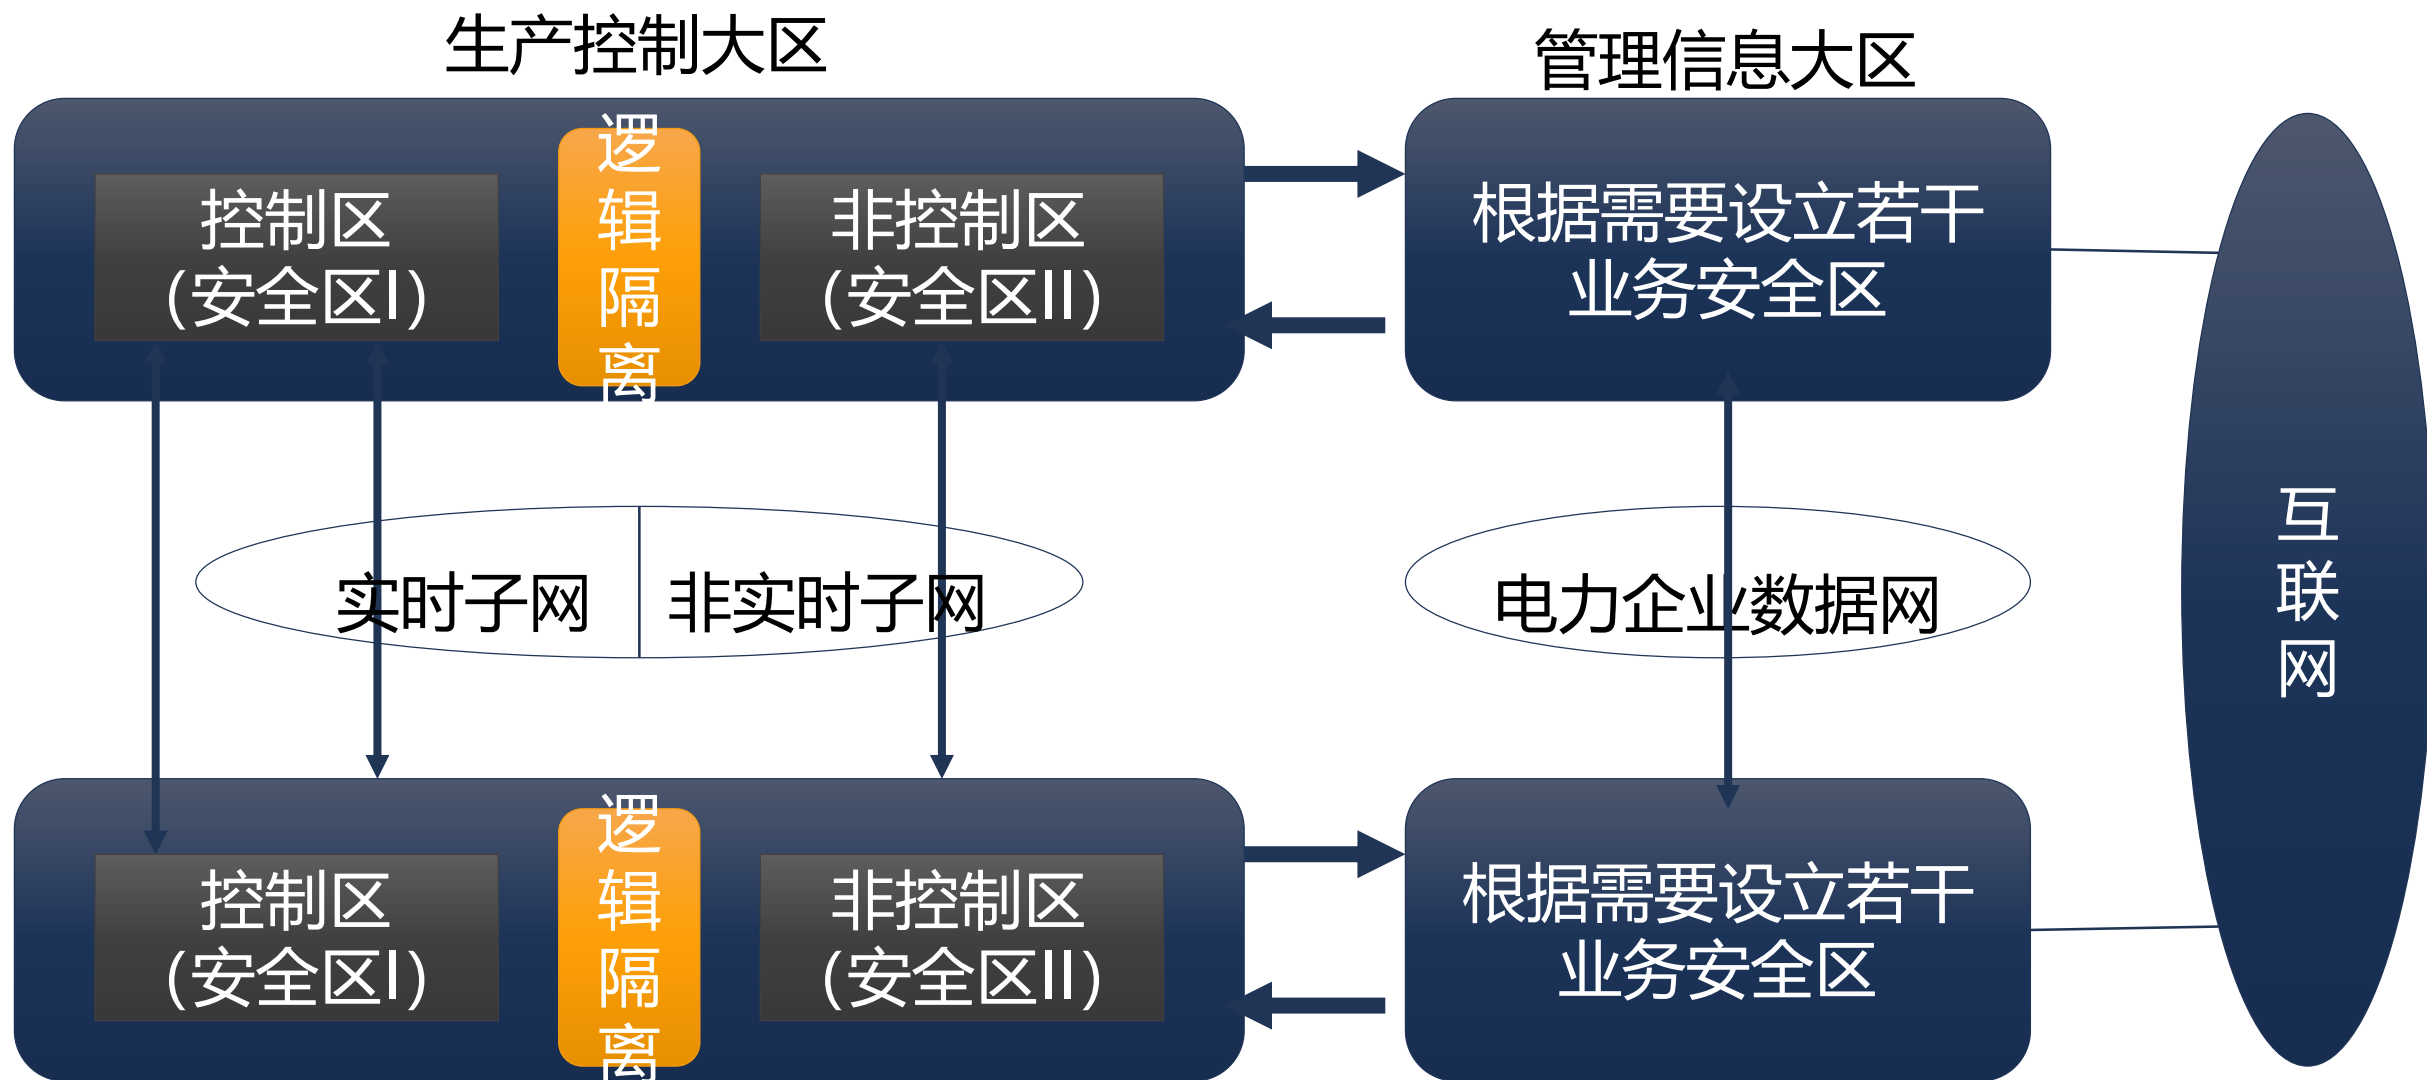 生产控制大区
管理信息大区
控制区
(安全区I)
逻
辑
隔
离
非控制区
(安全区II)
根据需要设立若干
业务安全区
实时子网
非实时子网
电力企业数据网
互
联
网
控制区
(安全区I)
逻
辑
隔
离
非控制区
(安全区II)
根据需要设立若干
业务安全区